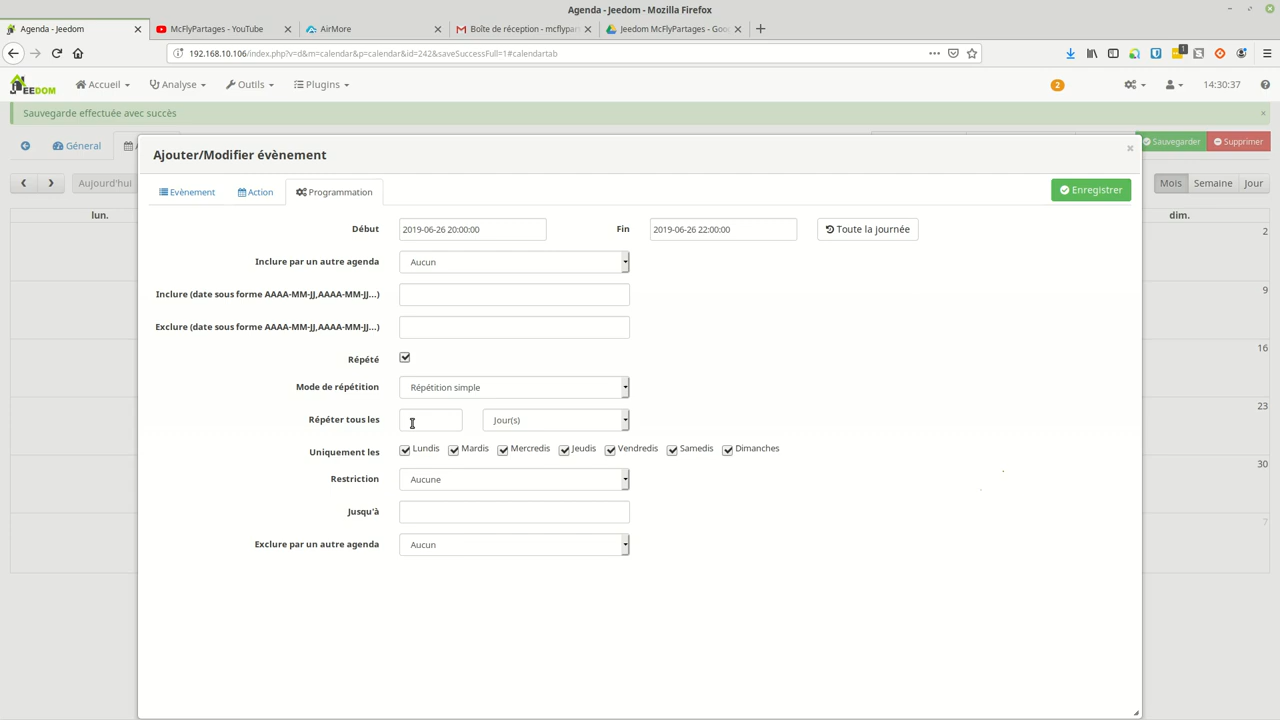 Agenda - Jeedom - Mozilla Firefox
Agenda - Jeedom
McFlyPartages - YouTube
AirMore
Boîte de réception - mcflypar
Jeedom McFlyPartages - Goo
192.168.10.106/index.php?v=d&m=calendar&p=calendar&id=242&saveSuccessFull=1#calendartab
1
JEEDOM
Accueil
Analyse
Outils
Plugins
2
14:30:37
Sauvegarde effectuée avec succès
×
Géneral
Sauvegarder
Supprimer
Aujourd'hui
Mois
Semaine
Jour
lun.
dim.
2
9
16
23
30
7
Ajouter/Modifier évènement
×
Evènement
Action
Programmation
Enregistrer
Début
2019-06-26 20:00:00
Fin
2019-06-26 22:00:00
Toute la journée
Inclure par un autre agenda
Aucun
Inclure (date sous forme AAAA-MM-JJ,AAAA-MM-JJ...)
Exclure (date sous forme AAAA-MM-JJ,AAAA-MM-JJ...)
Répété
Mode de répétition
Répétition simple
Répéter tous les
Jour(s)
Uniquement les
Lundis
Mardis
Mercredis
Jeudis
Vendredis
Samedis
Dimanches
Restriction
Aucune
Jusqu'à
Exclure par un autre agenda
Aucun